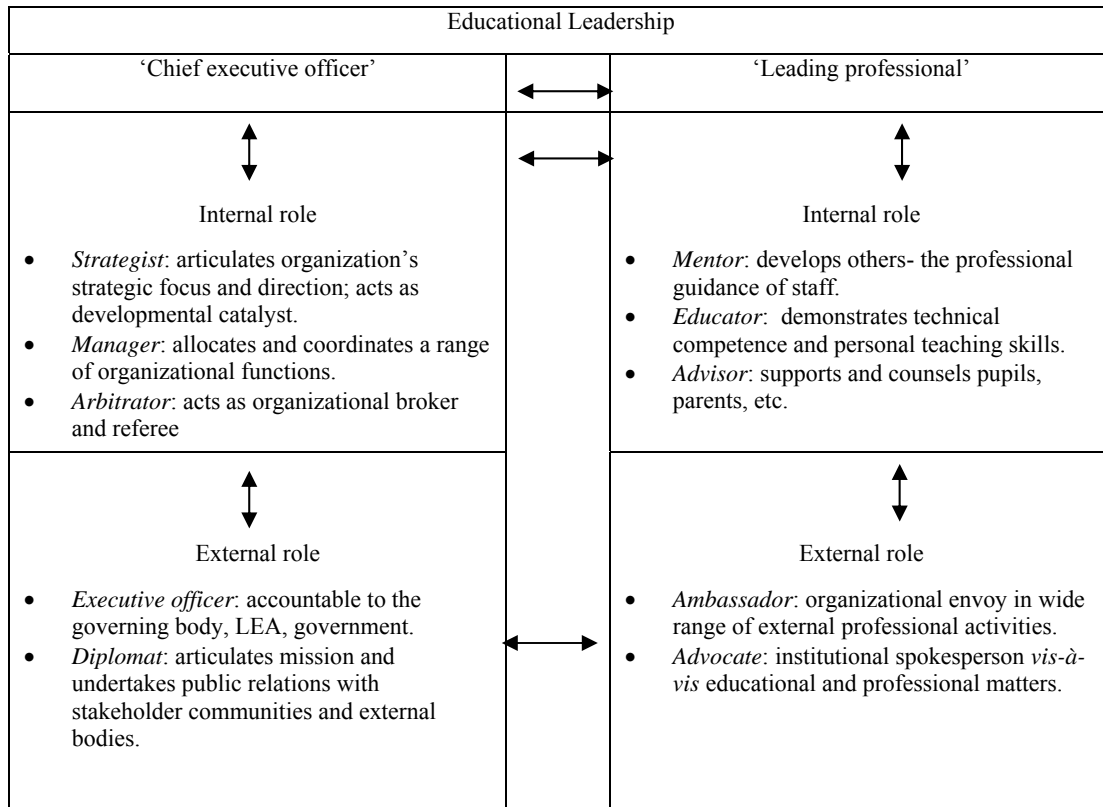 Educational Leadership
‘Chief executive officer’
‘Leading professional’
Internal role
• Strategist: articulates organization’s
strategic focus and direction; acts as
developmental catalyst.
• Manager: allocates and coordinates a range
of organizational functions.
• Arbitrator: acts as organizational broker
and referee
Internal role
• Mentor: develops others- the professional
guidance of staff.
• Educator: demonstrates technical
competence and personal teaching skills.
• Advisor: supports and counsels pupils,
parents, etc.
External role
• Executive officer: accountable to the
governing body, LEA, government.
• Diplomat: articulates mission and
undertakes public relations with
stakeholder communities and external
bodies.
External role
• Ambassador: organizational envoy in wide
range of external professional activities.
• Advocate: institutional spokesperson vis-à-
vis educational and professional matters.